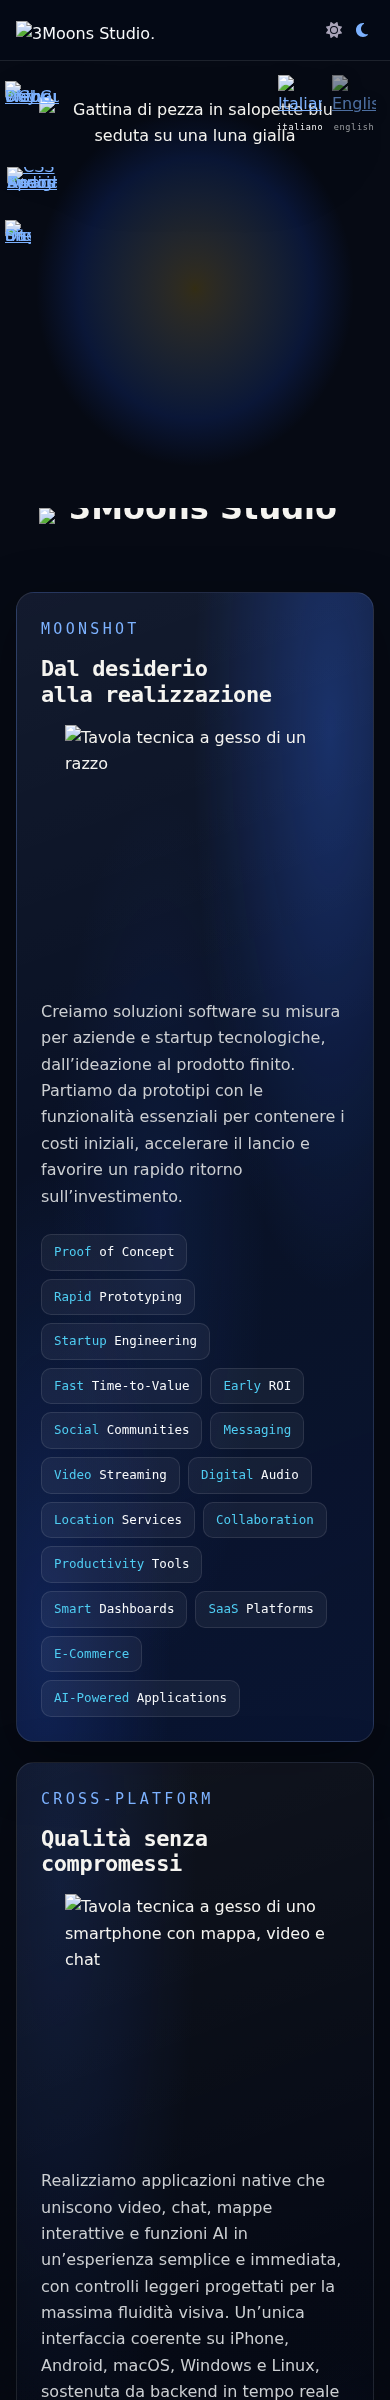 3Moons Studio.
Gattina di pezza in salopette blu
seduta su una luna gialla
italiano
english
3Moons Studio
MOONSHOT
Dal desiderio
alla realizzazione
Tavola tecnica a gesso di un
razzo
Creiamo soluzioni software su misura
per aziende e startup tecnologiche,
dall’ideazione al prodotto finito.
Partiamo da prototipi con le
funzionalità essenziali per contenere i
costi iniziali, accelerare il lancio e
favorire un rapido ritorno
sull’investimento.
Proof of Concept
Rapid Prototyping
Startup Engineering
Fast Time-to-Value Early ROI
Social Communities Messaging
Video Streaming Digital Audio
Location Services Collaboration
Productivity Tools
Smart Dashboards SaaS Platforms
E-Commerce
AI-Powered Applications
CROSS-PLATFORM
Qualità senza
compromessi
Tavola tecnica a gesso di uno
smartphone con mappa, video e
chat
Realizziamo applicazioni native che
uniscono video, chat, mappe
interattive e funzioni AI in
un’esperienza semplice e immediata,
con controlli leggeri progettati per la
massima fluidità visiva. Un’unica
interfaccia coerente su iPhone,
Android, macOS, Windows e Linux,
sostenuta da backend in tempo reale